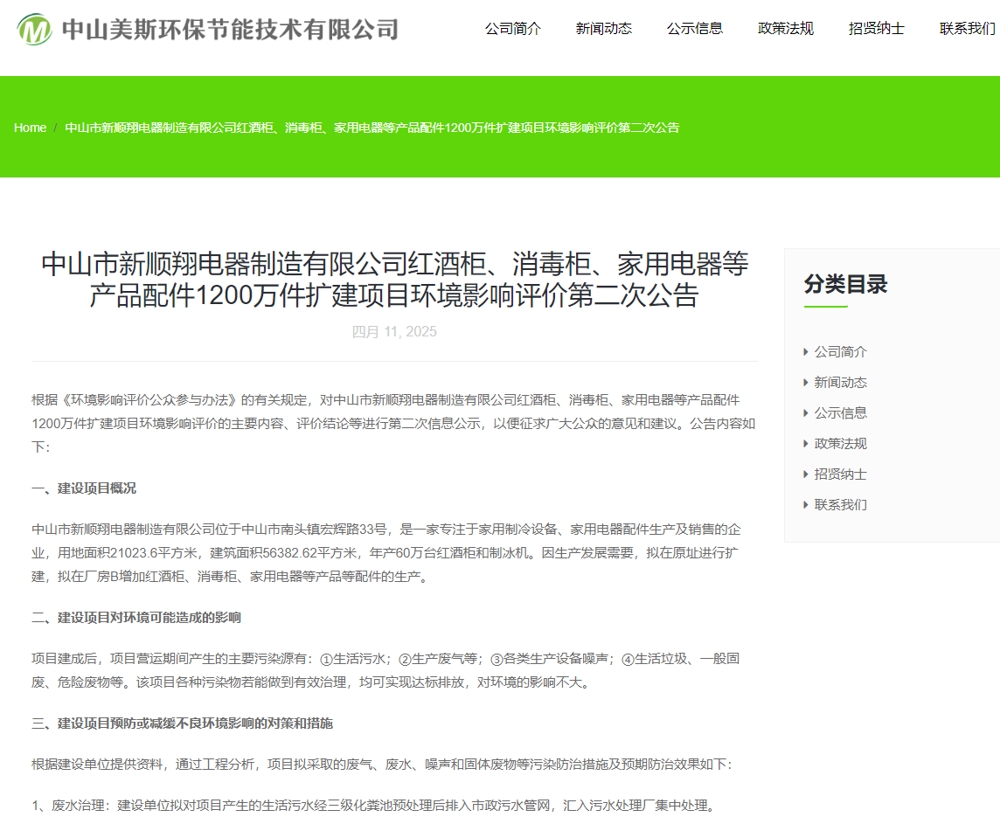 中山美斯环保节能技术有限公司
公司简介 新闻动态 公示信息 政策法规 招贤纳士 联系我们
Home / 中山市新顺翔电器制造有限公司红酒柜、消毒柜、家用电器等产品配件1200万件扩建项目环境影响评价第二次公告
中山市新顺翔电器制造有限公司红酒柜、消毒柜、家用电器等
产品配件1200万件扩建项目环境影响评价第二次公告
四月 11, 2025
根据《环境影响评价公众参与办法》的有关规定，对中山市新顺翔电器制造有限公司红酒柜、消毒柜、家用电器等产品配件
1200万件扩建项目环境影响评价的主要内容、评价结论等进行第二次信息公示，以便征求广大公众的意见和建议。公告内容如
下：
一、建设项目概况
中山市新顺翔电器制造有限公司位于中山市南头镇宏辉路33号，是一家专注于家用制冷设备、家用电器配件生产及销售的企
业，用地面积21023.6平方米，建筑面积56382.62平方米，年产60万台红酒柜和制冰机。因生产发展需要，拟在原址进行扩
建，拟在厂房B增加红酒柜、消毒柜、家用电器等产品等配件的生产。
二、建设项目对环境可能造成的影响
项目建成后，项目营运期间产生的主要污染源有：①生活污水；②生产废气等；③各类生产设备噪声；④生活垃圾、一般固
废、危险废物等。该项目各种污染物若能做到有效治理，均可实现达标排放，对环境的影响不大。
三、建设项目预防或减缓不良环境影响的对策和措施
根据建设单位提供资料，通过工程分析，项目拟采取的废气、废水、噪声和固体废物等污染防治措施及预期防治效果如下：
1、废水治理：建设单位拟对项目产生的生活污水经三级化粪池预处理后排入市政污水管网，汇入污水处理厂集中处理。
分类目录
公司简介
新闻动态
公示信息
政策法规
招贤纳士
联系我们